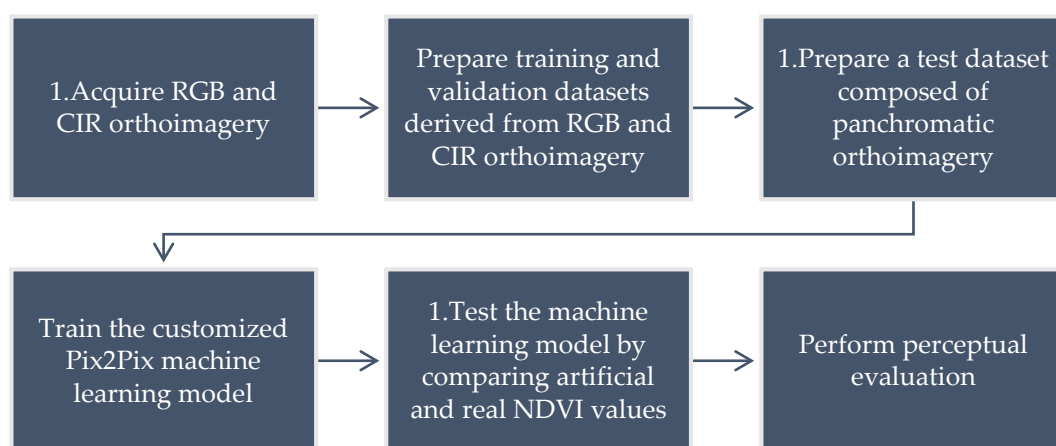 1.Acquire RGB and
CIR orthoimagery
Prepare training and
validation datasets
derived from RGB and
CIR orthoimagery
1.Prepare a test dataset
composed of
panchromatic
orthoimagery
Train the customized
Pix2Pix machine
learning model
1.Test the machine
learning model by
comparing artificial
and real NDVI values
Perform perceptual
evaluation